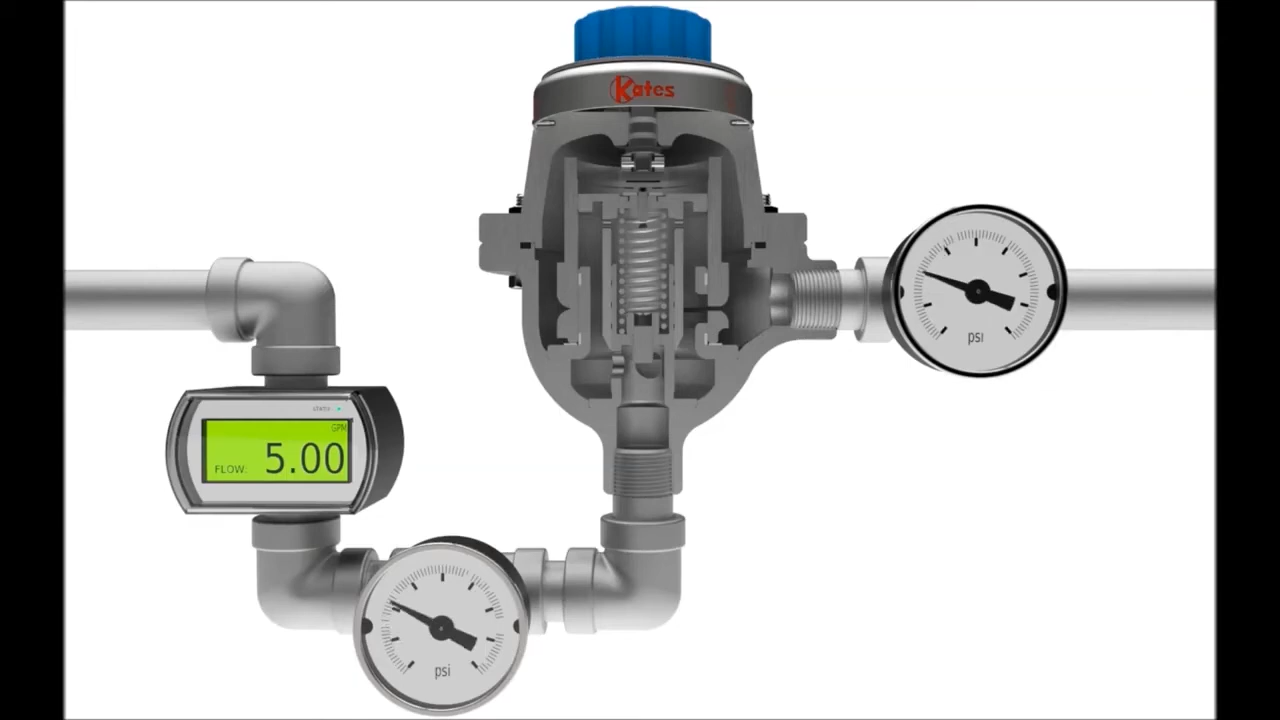 Kates
psi
status
GPM
FLOW: 5.00
psi